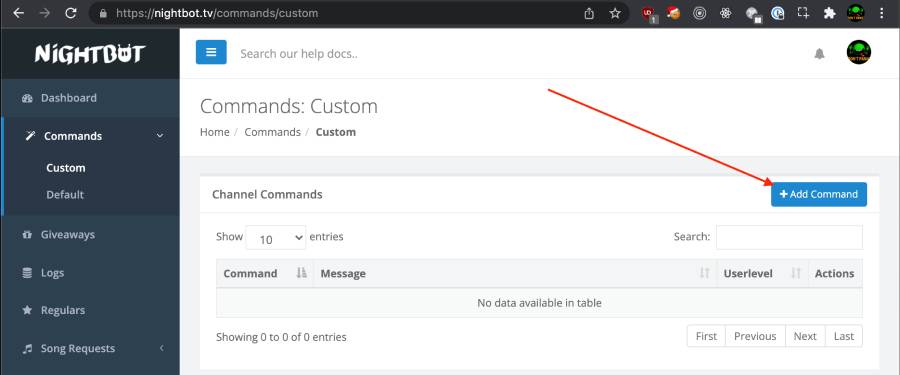 https://nightbot.tv/commands/custom
1
NiGHTBOT
Search our help docs..
Dashboard
Commands
Custom
Default
Giveaways
Logs
Regulars
Song Requests
Commands: Custom
Home / Commands / Custom
Channel Commands
+ Add Command
Show 10 entries
Search:
Command Message Userlevel Actions
No data available in table
Showing 0 to 0 of 0 entries
First Previous Next Last